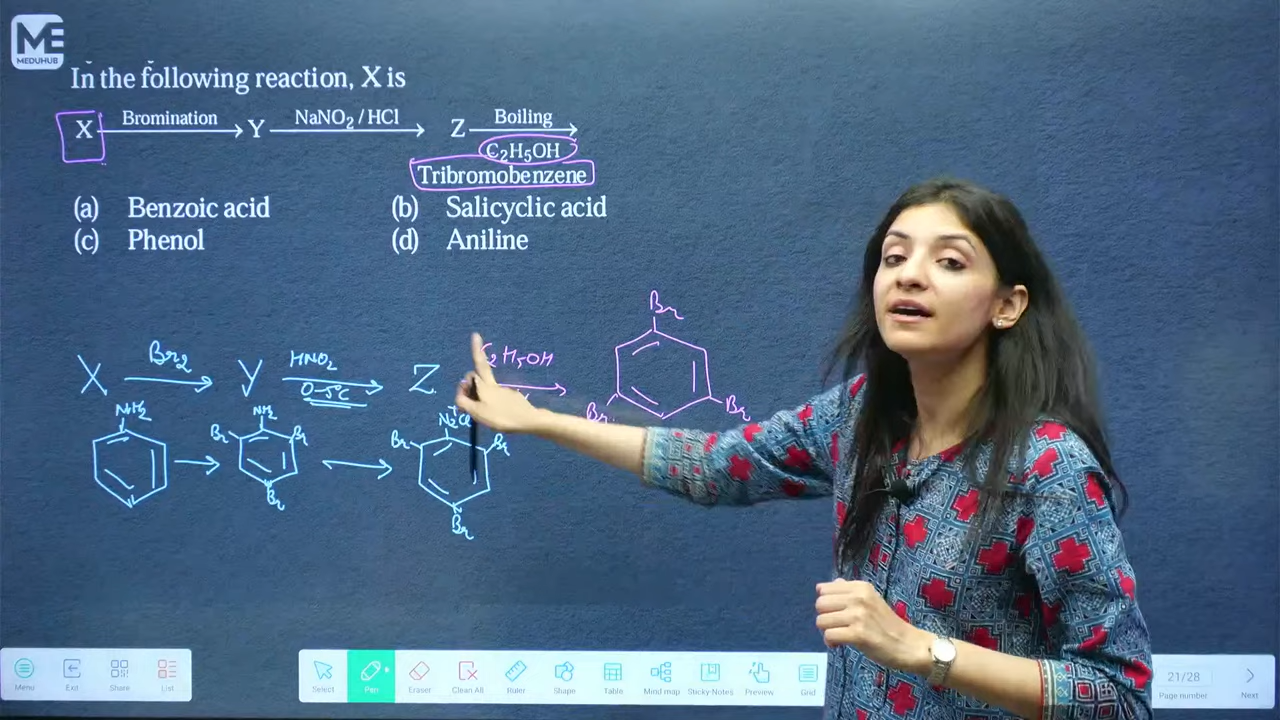 ME
MEDUHUB
In the following reaction, X is
X Bromination Y NaNO₂/HCl Z Boiling
C₂H₅OH
Tribromobenzene
(a) Benzoic acid (b) Salicyclic acid
(c) Phenol (d) Aniline
Br
X Br₂ Y HNO₂ Z C₂H₅OH
0-5°C
NH₂ NH₂ N₂⁺Cl Br Br
Br Br Br Br
Br Br
Menu Exit Share List Select Pen Eraser Clean All Ruler Shape Table Mind map Sticky-Notes Preview Grid 21/28 Page number Next